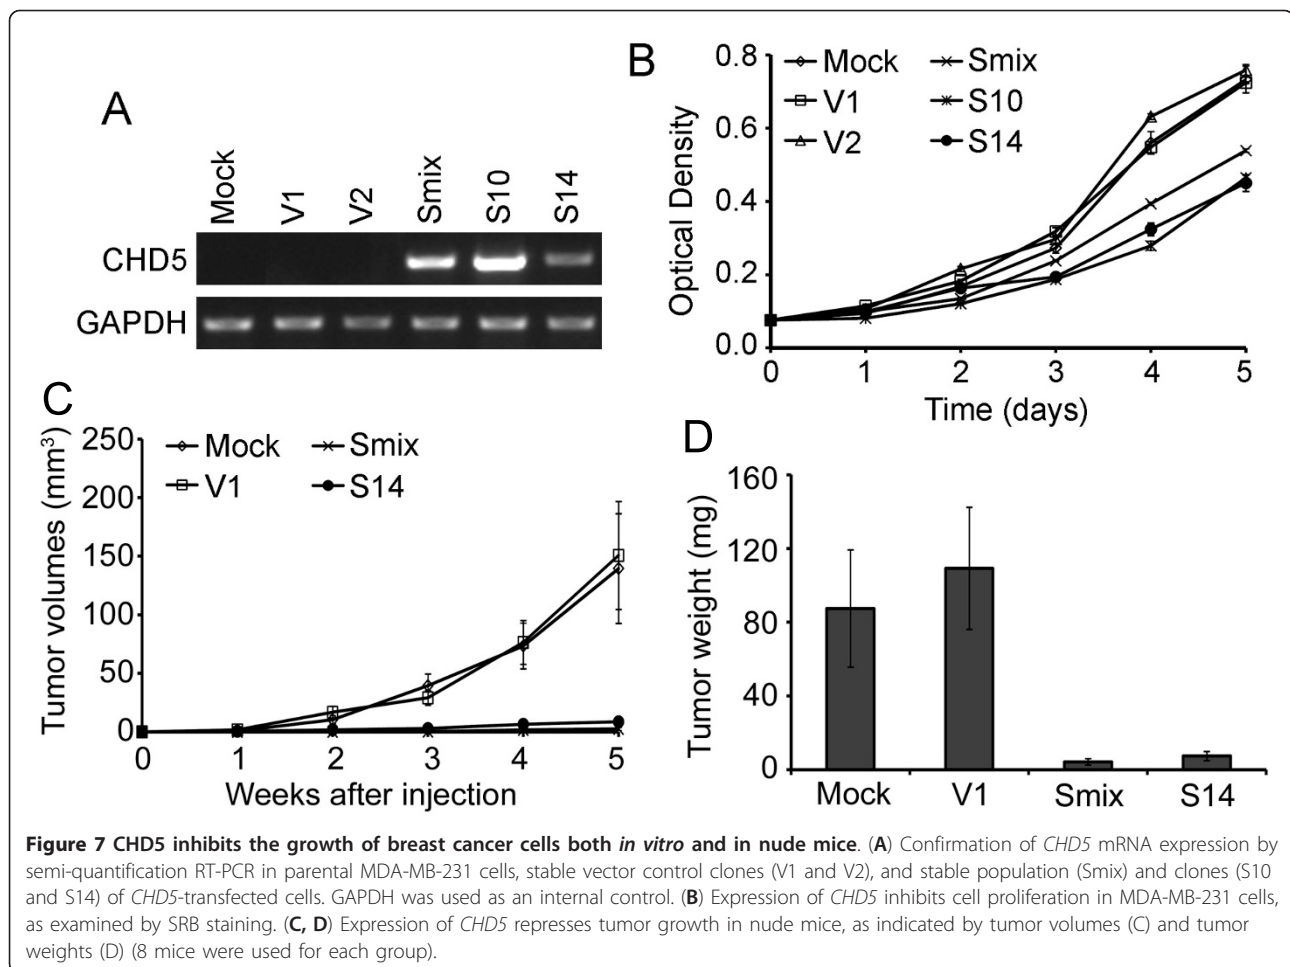 A
Mock V1 V2 Smix S10 S14
CHD5
GAPDH
B
Mock Smix
V1 S10
V2 S14
Optical Density
0.8
0.6
0.4
0.2
0.0
0 1 2 3 4 5
Time (days)
C
Mock Smix
V1 S14
Tumor volumes (mm³)
250
200
150
100
50
0
0 1 2 3 4 5
Weeks after injection
D
Tumor weight (mg)
160
120
80
40
0
Mock V1 Smix S14
Figure 7 CHD5 inhibits the growth of breast cancer cells both in vitro and in nude mice. (A) Confirmation of CHD5 mRNA expression by
semi-quantification RT-PCR in parental MDA-MB-231 cells, stable vector control clones (V1 and V2), and stable population (Smix) and clones (S10
and S14) of CHD5-transfected cells. GAPDH was used as an internal control. (B) Expression of CHD5 inhibits cell proliferation in MDA-MB-231 cells,
as examined by SRB staining. (C, D) Expression of CHD5 represses tumor growth in nude mice, as indicated by tumor volumes (C) and tumor
weights (D) (8 mice were used for each group).